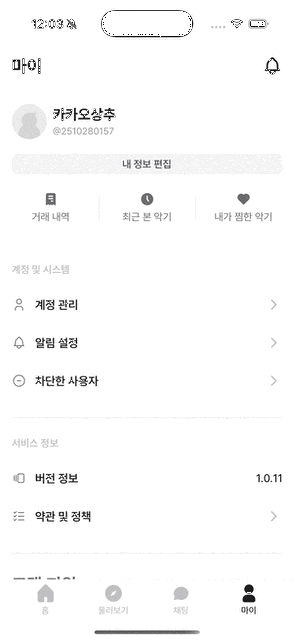 12:03
마이
카카오상추
@2510280157
내 정보 편집
거래 내역
최근 본 악기
내가 찜한 악기
계정 및 시스템
계정 관리
알림 설정
차단한 사용자
서비스 정보
버전 정보 1.0.11
약관 및 정책
홈
둘러보기
채팅
마이